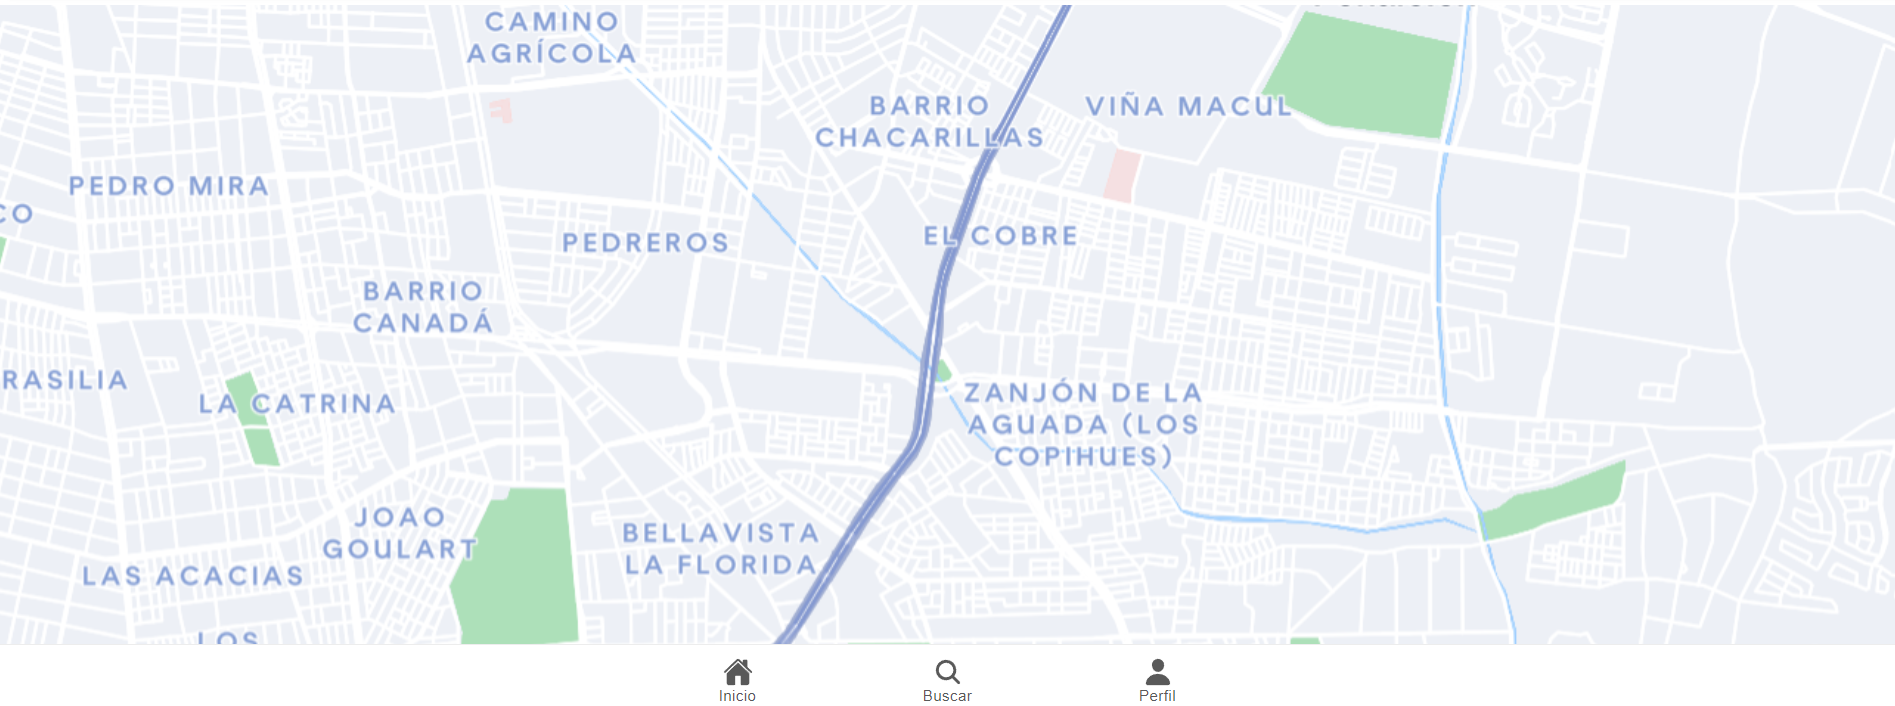 CAMINO
AGRÍCOLA
BARRIO
CHACARILLAS
VIÑA MACUL
PEDRO MIRA
CO
PEDREROS
EL COBRE
BARRIO
CANADÁ
RASILIA
LA CATRINA
ZANJÓN DE LA
AGUADA (LOS
COPIHUES)
JOAO
GOULART
BELLAVISTA
LA FLORIDA
LAS ACACIAS
LOS
Inicio
Buscar
Perfil